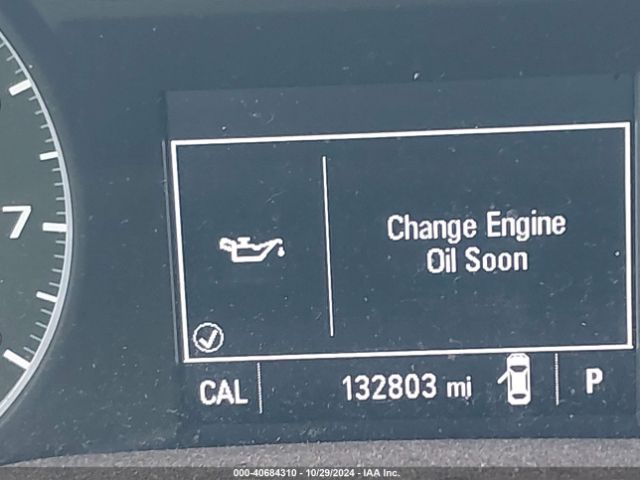 7
Change Engine
Oil Soon
CAL 132803 mi P
000-40684310 - 10/29/2024 - IAA Inc.